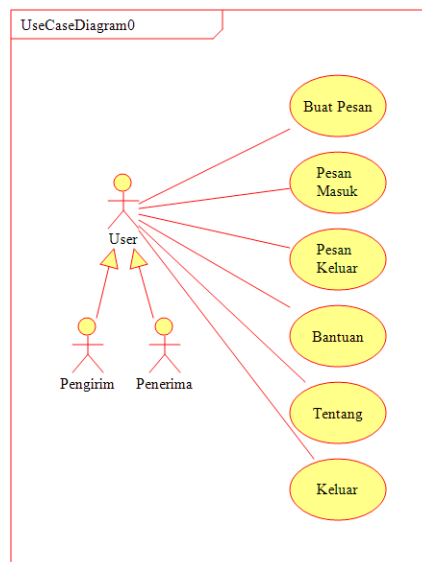 UseCaseDiagram0
Buat Pesan
Pesan
Masuk
User
Pesan
Keluar
Bantuan
Pengirim
Penerima
Tentang
Keluar